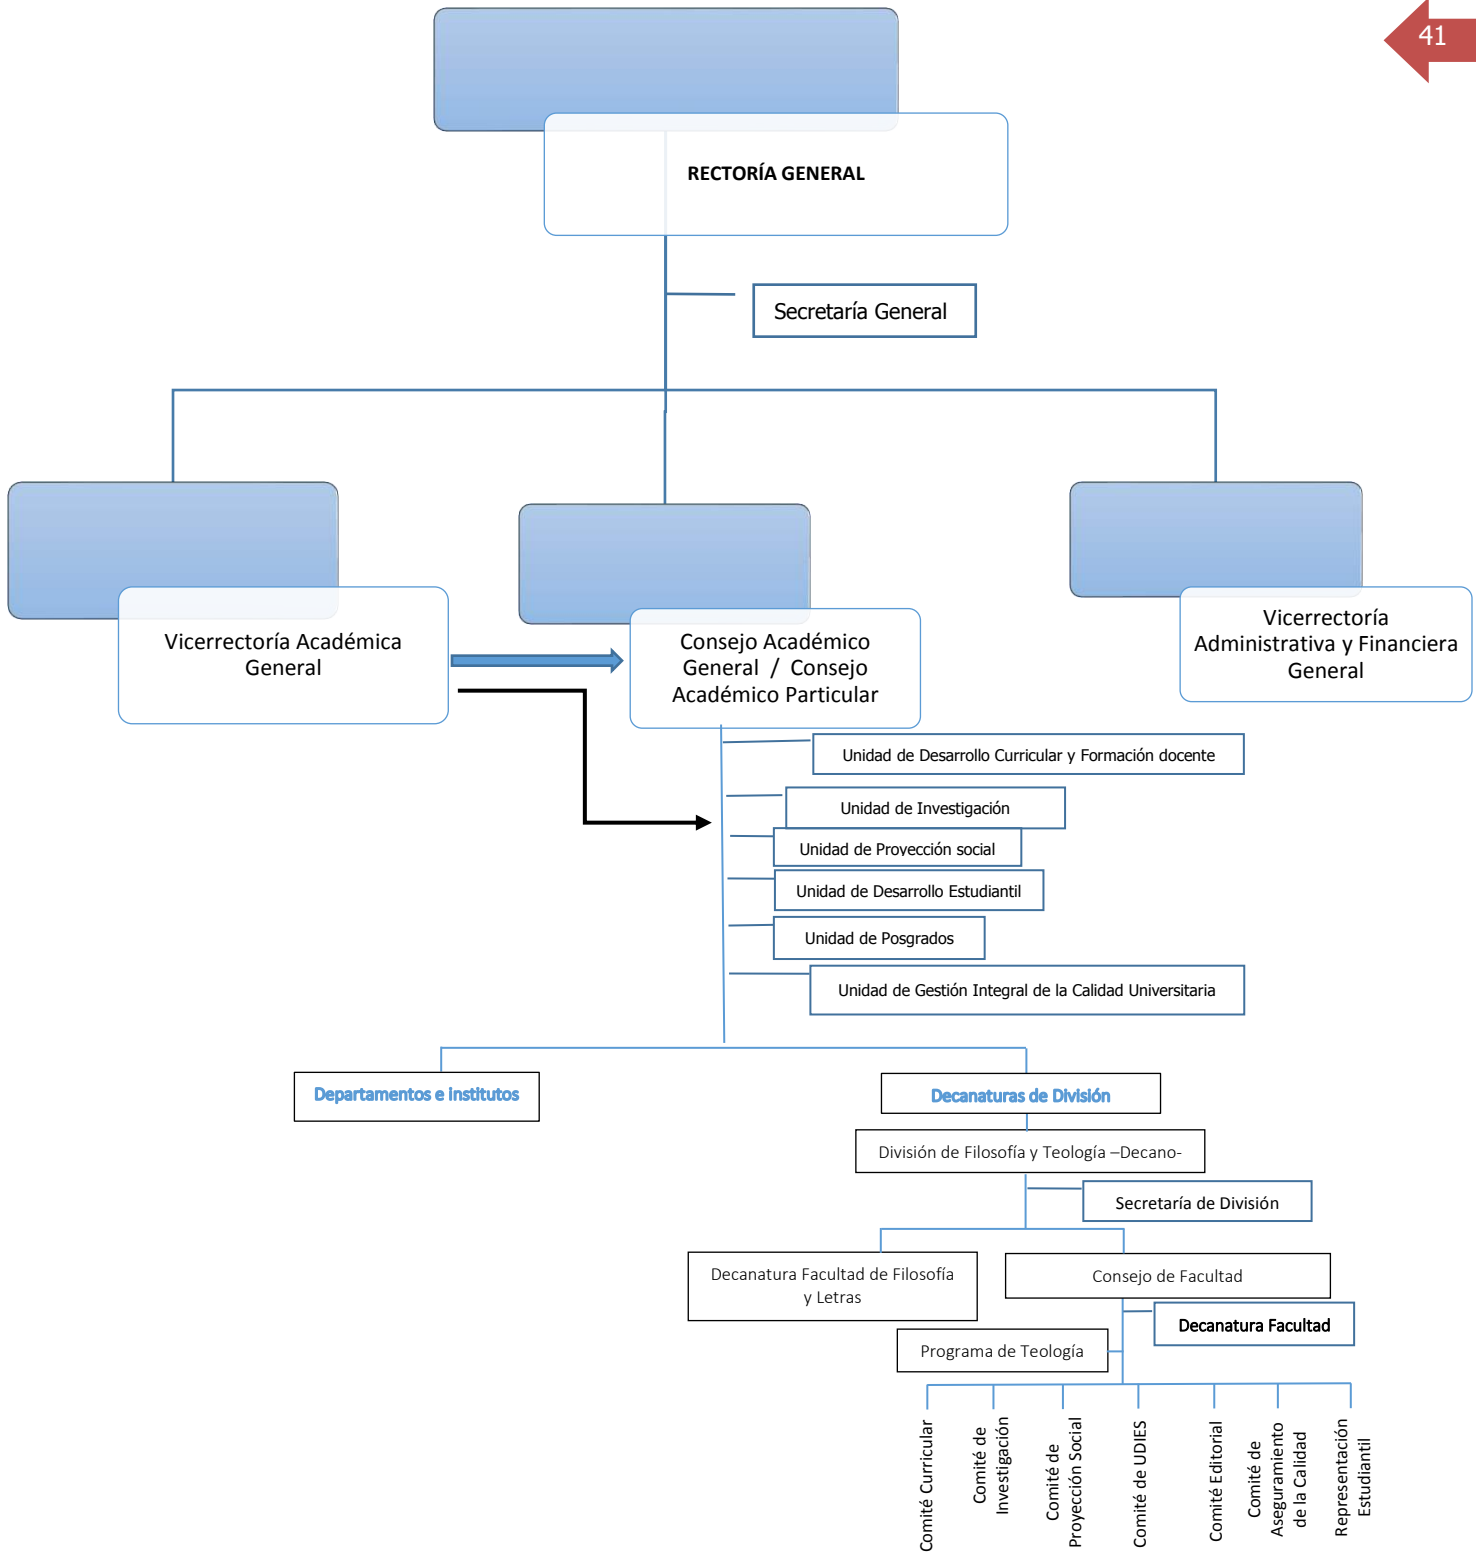 41
RECTORÍA GENERAL
Secretaría General
Vicerrectoría Académica
General
Consejo Académico
General / Consejo
Académico Particular
Vicerrectoría
Administrativa y Financiera
General
Unidad de Desarrollo Curricular y Formación docente
Unidad de Investigación
Unidad de Proyección social
Unidad de Desarrollo Estudiantil
Unidad de Posgrados
Unidad de Gestión Integral de la Calidad Universitaria
Departamentos e institutos
Decanaturas de División
División de Filosofía y Teología –Decano-
Secretaría de División
Decanatura Facultad de Filosofía
y Letras
Consejo de Facultad
Decanatura Facultad
Programa de Teología
Comité Curricular
Comité de
Investigación
Comité de
Proyección Social
Comité de UDIES
Comité Editorial
Comité de
Aseguramiento
de la Calidad
Representación
Estudiantil